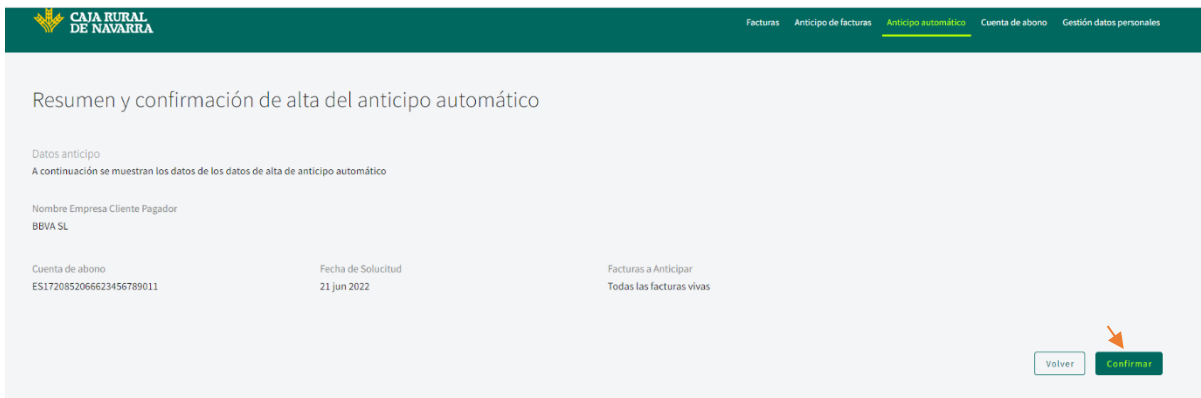 CAJA RURAL
DE NAVARRA
Facturas Anticipo de facturas Anticipo automático Cuenta de abono Gestión datos personales
Resumen y confirmación de alta del anticipo automático
Datos anticipo
A continuación se muestran los datos de los datos de alta de anticipo automático
Nombre Empresa Cliente Pagador
BBVA SL
Cuenta de abono Fecha de Solucitud Facturas a Anticipar
ES1720852066623456789011 21 jun 2022 Todas las facturas vivas
Volver Confirmar